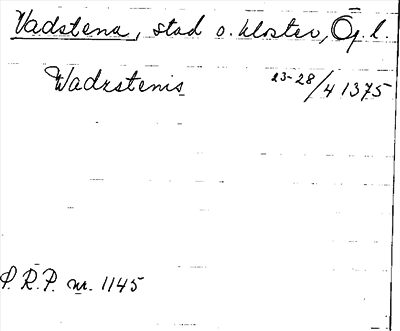 Vadstena, stad o. kloster, Ög. l.
Wadzstenis 23-28/4 1375
P. R. P. nr. 1145